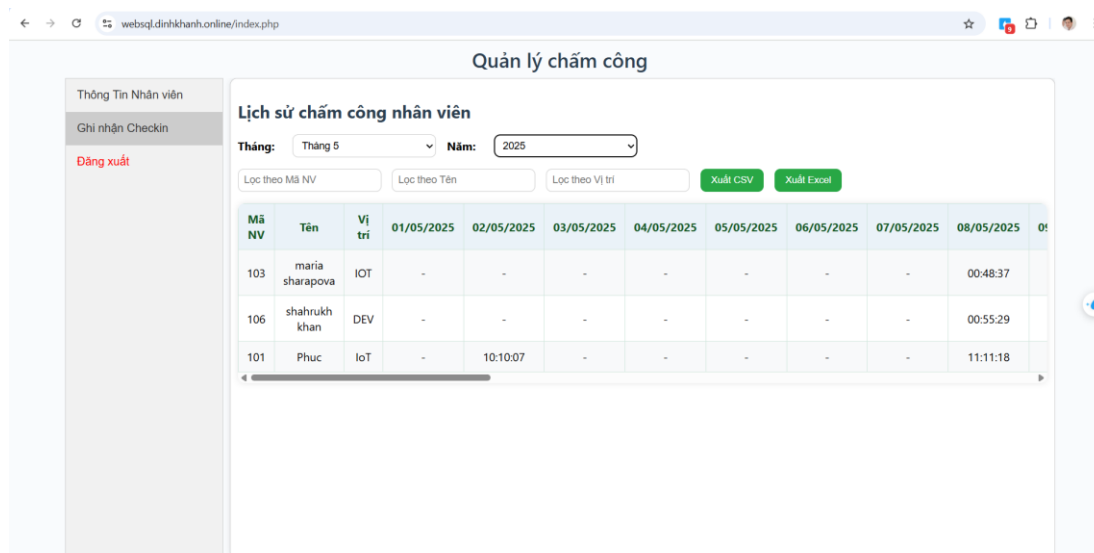 websql.dinhkhanh.online/index.php
9
Quản lý chấm công
Thông Tin Nhân viên
Ghi nhận Checkin
Đăng xuất
Lịch sử chấm công nhân viên
Tháng: Tháng 5 Năm: 2025
Lọc theo Mã NV Lọc theo Tên Lọc theo Vị trí Xuất CSV Xuất Excel
Mã NV Tên Vị trí 01/05/2025 02/05/2025 03/05/2025 04/05/2025 05/05/2025 06/05/2025 07/05/2025 08/05/2025
103 maria sharapova IOT - - - - - - - 00:48:37
106 shahrukh khan DEV - - - - - - - 00:55:29
101 Phuc IoT - 10:10:07 - - - - - 11:11:18